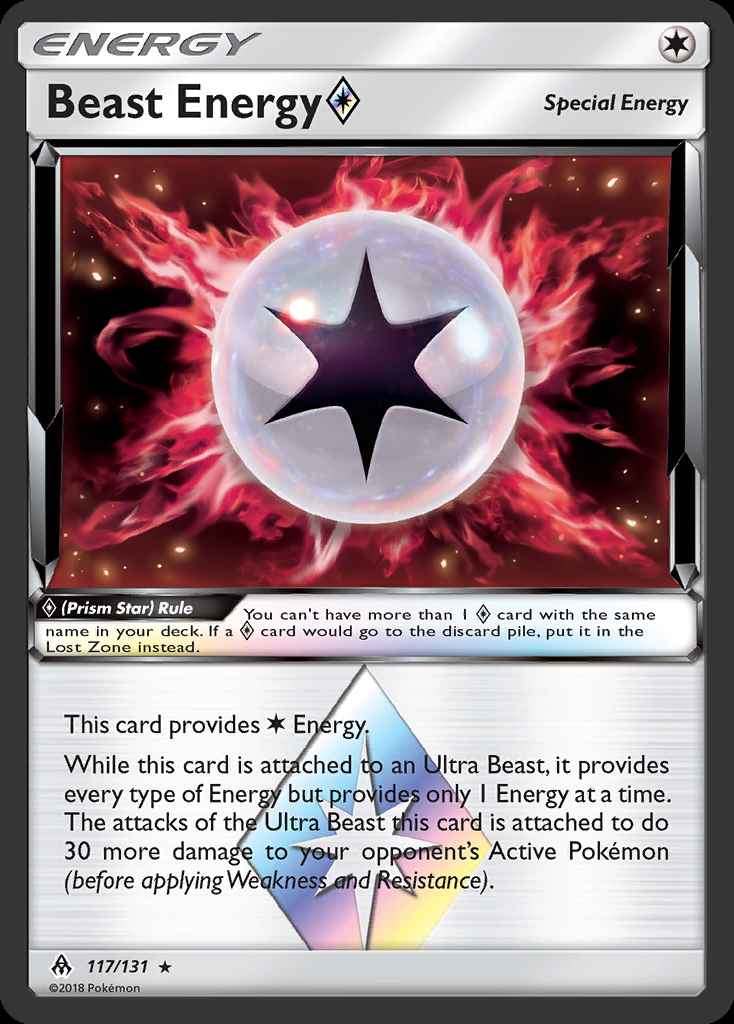 ENERGY
Beast Energy◇
Special Energy
◇ (Prism Star) Rule
You can't have more than 1 ◇ card with the same
name in your deck. If a ◇ card would go to the discard pile, put it in the
Lost Zone instead.
This card provides ✶ Energy.
While this card is attached to an Ultra Beast, it provides
every type of Energy but provides only 1 Energy at a time.
The attacks of the Ultra Beast this card is attached to do
30 more damage to your opponent's Active Pokémon
(before applying Weakness and Resistance).
117/131 ★
©2018 Pokémon